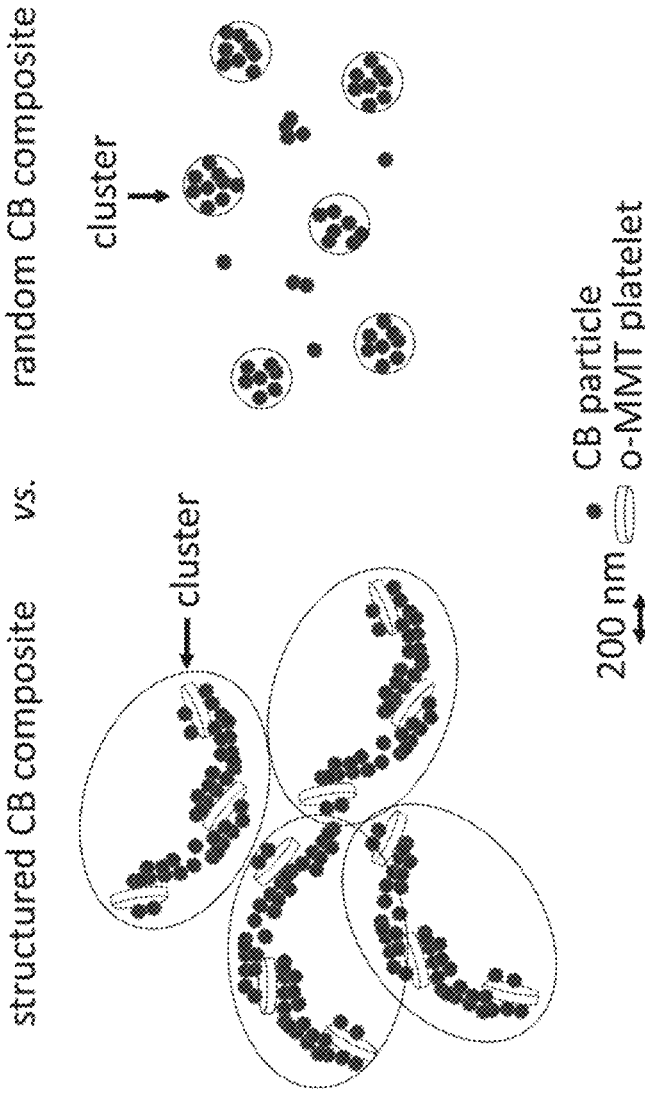 structured CB composite vs. random CB composite
cluster
cluster
CB particle
200 nm o-MMT platelet